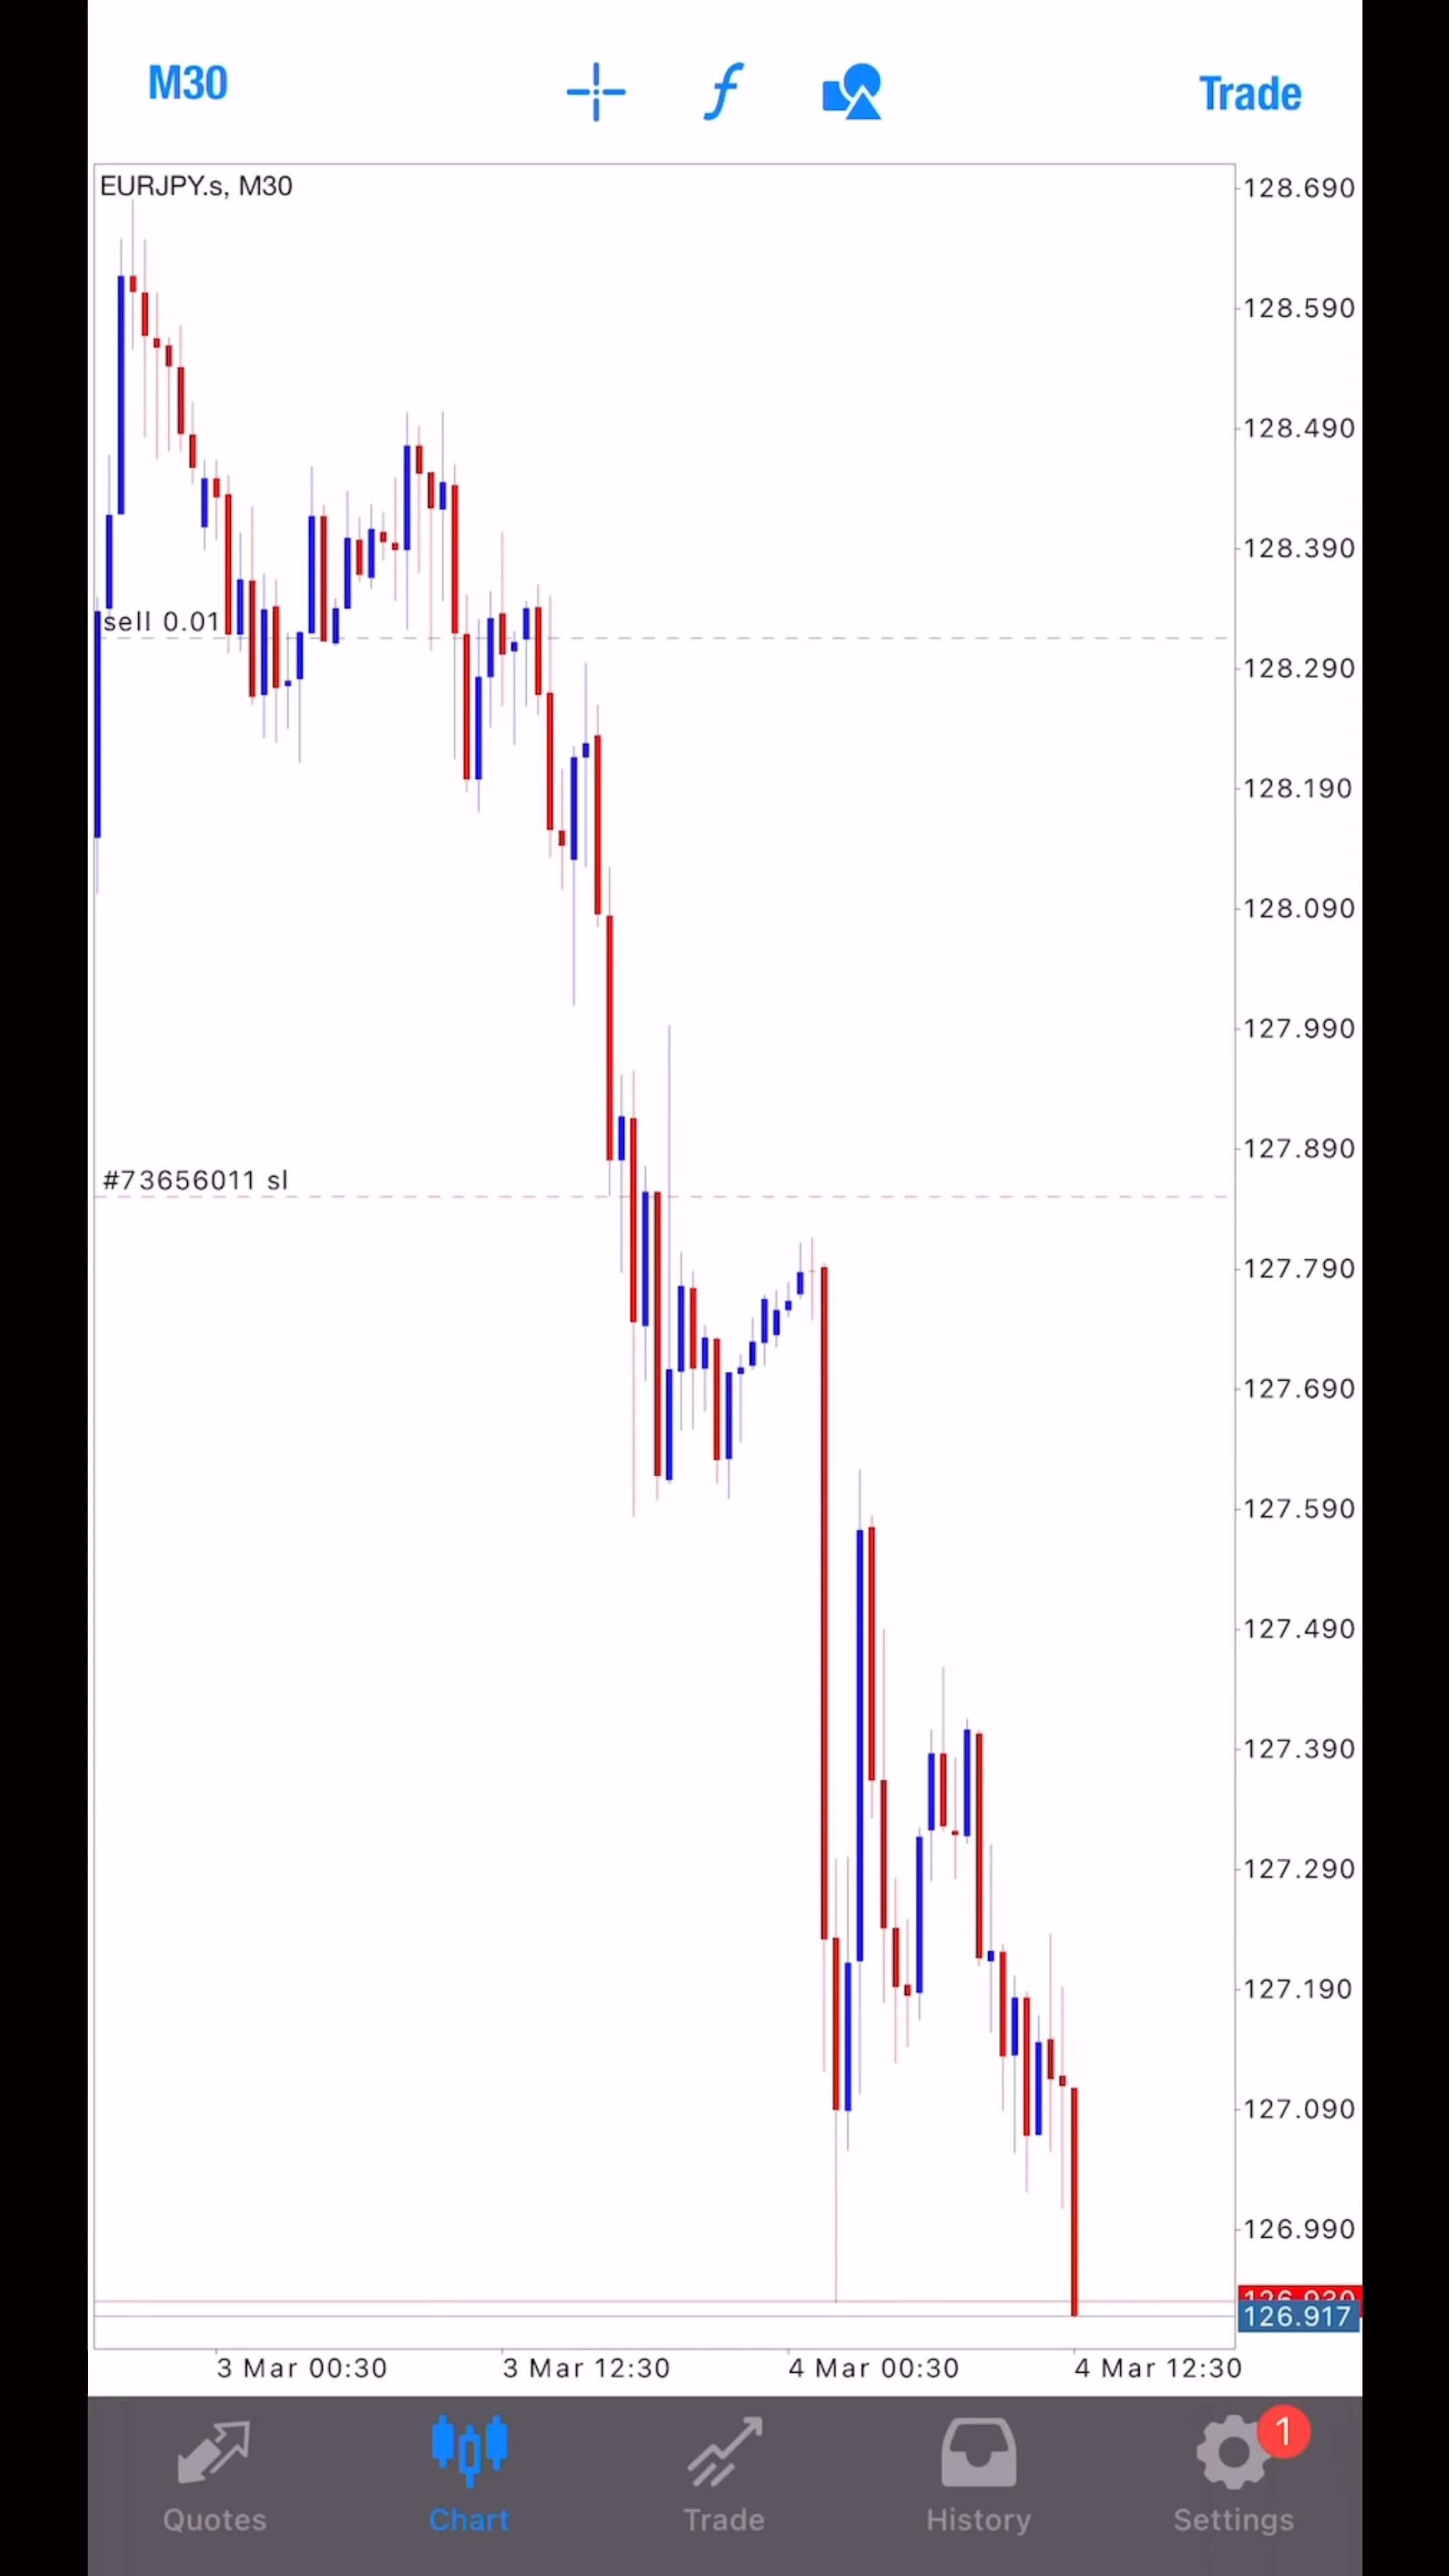 M30
Trade
EURJPY.s, M30
128.690
128.590
128.490
128.390
sell 0.01
128.290
128.190
128.090
127.990
127.890
#73656011 sl
127.790
127.690
127.590
127.490
127.390
127.290
127.190
127.090
126.990
126.930
126.917
3 Mar 00:30
3 Mar 12:30
4 Mar 00:30
4 Mar 12:30
1
Quotes
Chart
Trade
History
Settings